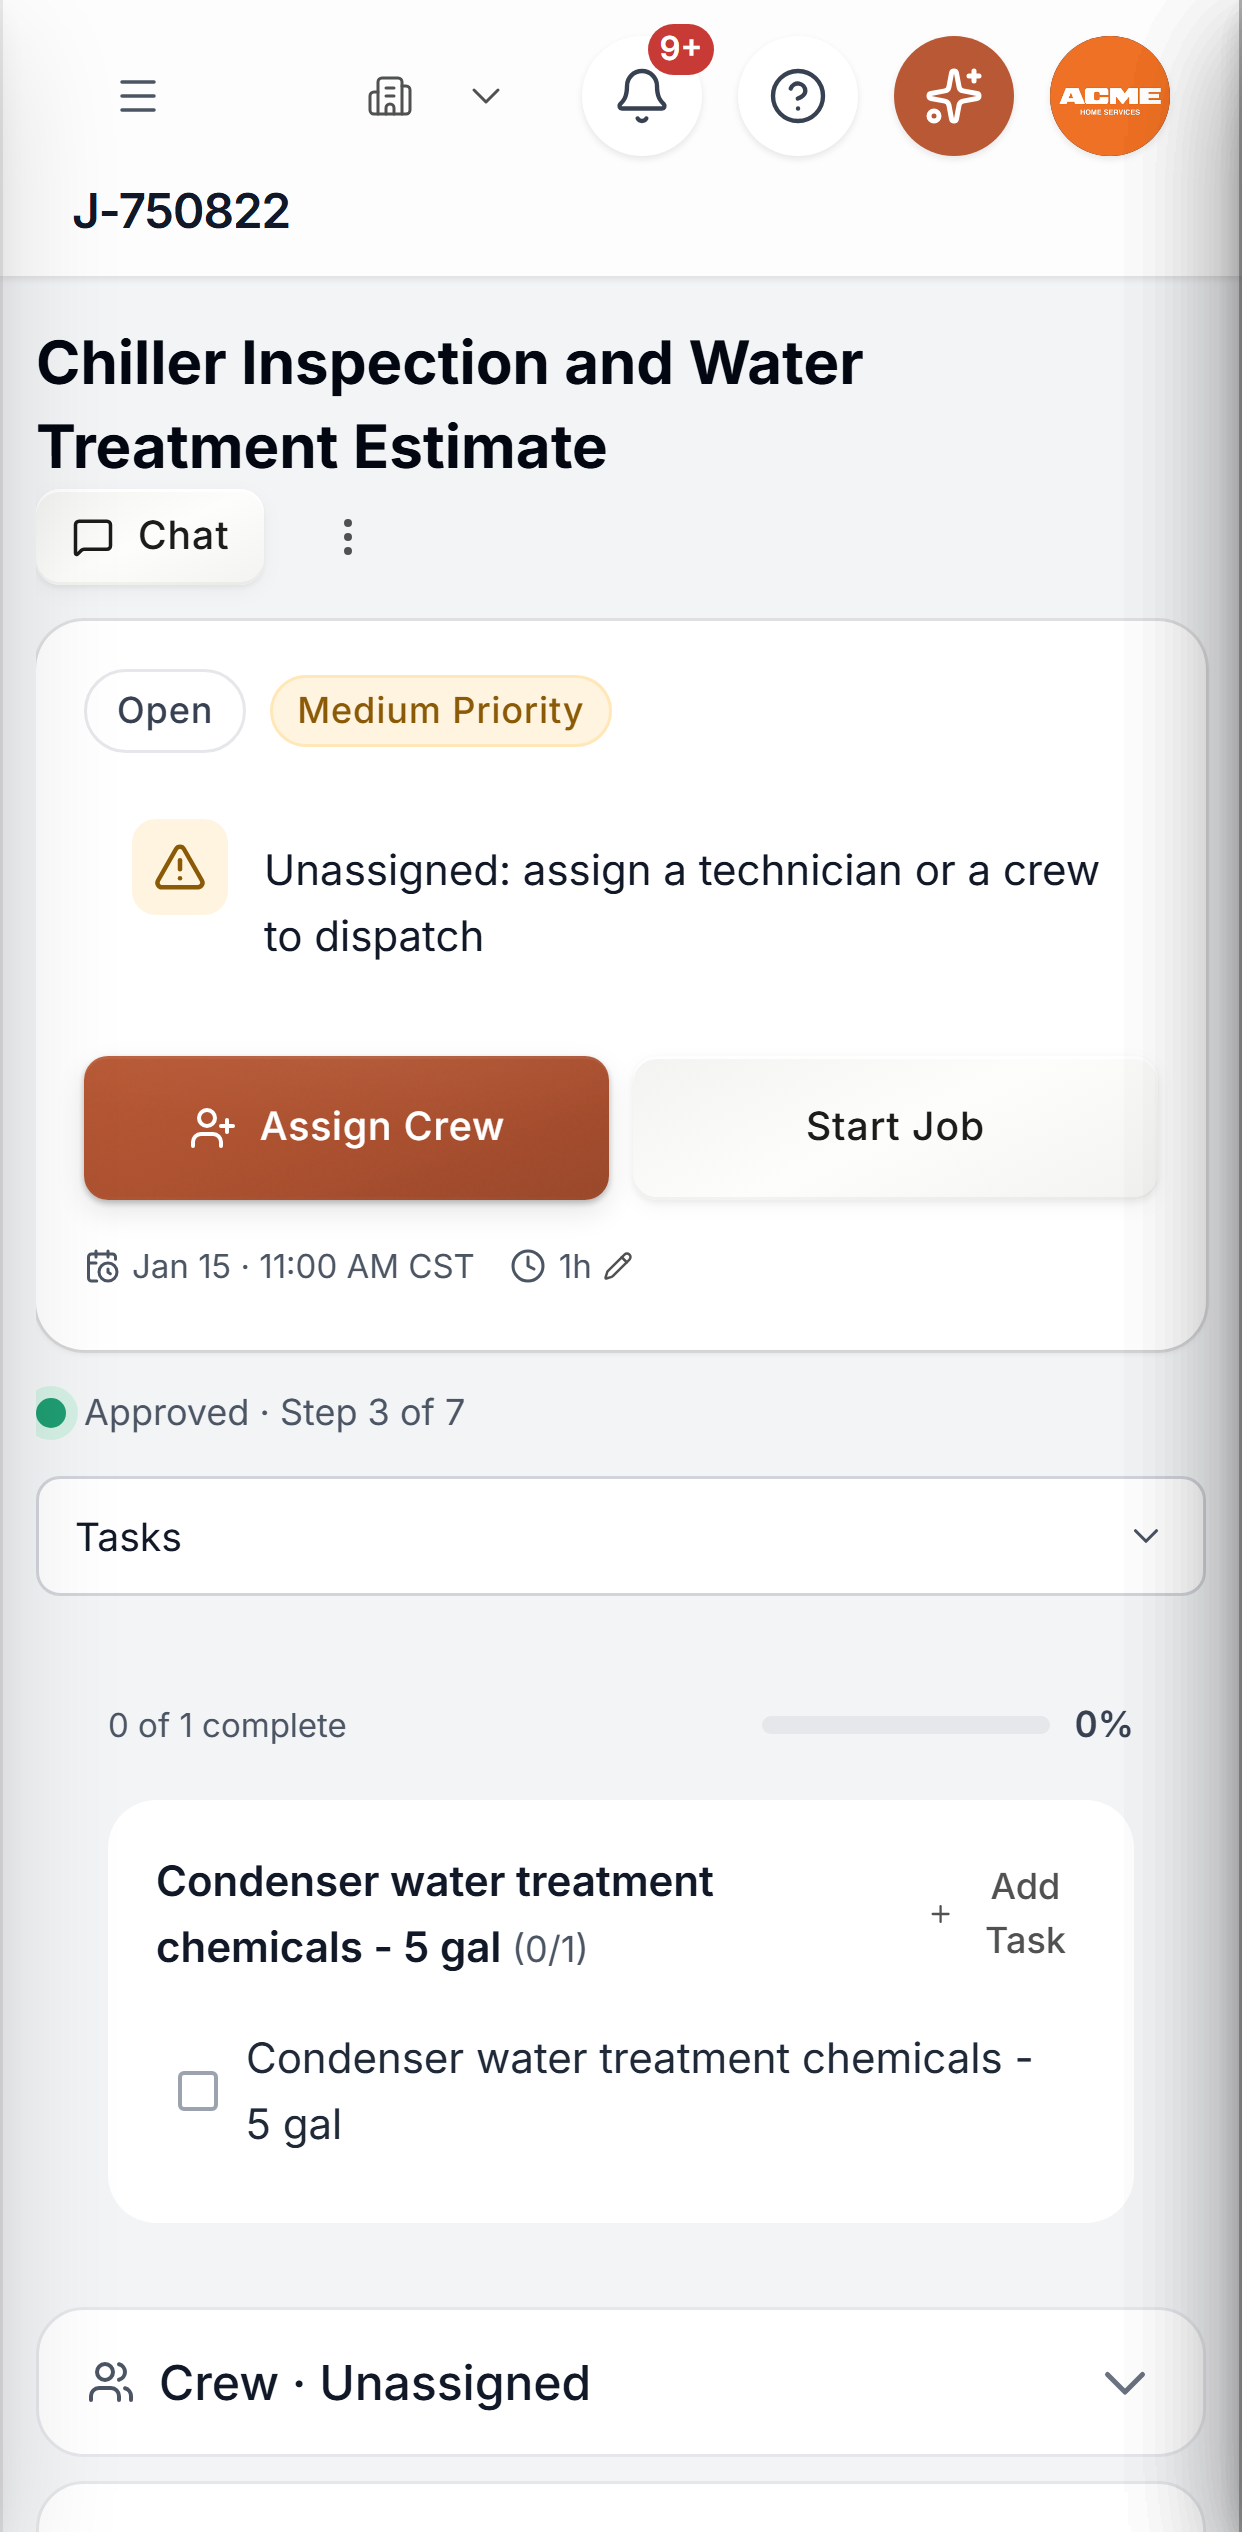 9+
ACME
HOME SERVICES
J-750822
Chiller Inspection and Water
Treatment Estimate
Chat
Open
Medium Priority
Unassigned: assign a technician or a crew
to dispatch
Assign Crew
Start Job
Jan 15 · 11:00 AM CST
1h
Approved · Step 3 of 7
Tasks
0 of 1 complete
0%
Condenser water treatment
chemicals - 5 gal (0/1)
Add
Task
Condenser water treatment chemicals -
5 gal
Crew · Unassigned